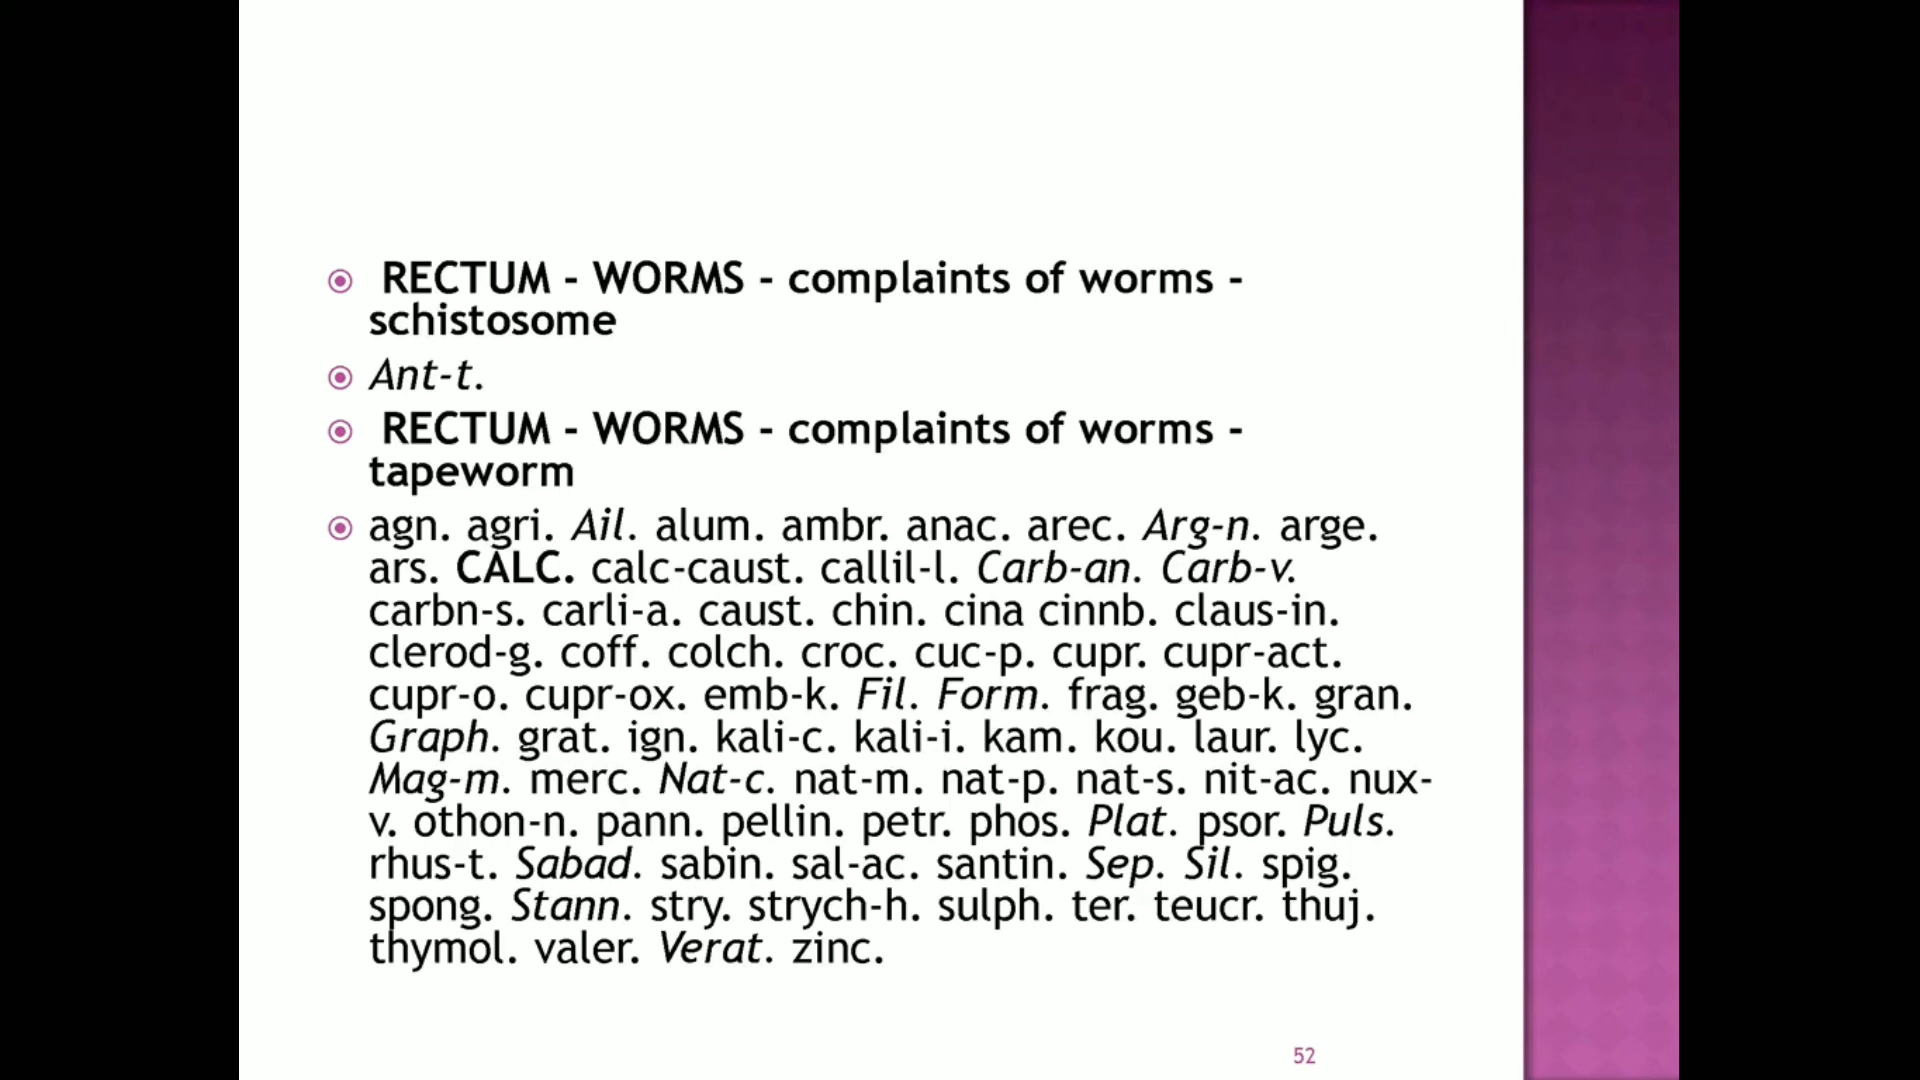 RECTUM - WORMS - complaints of worms -
schistosome
Ant-t.
RECTUM - WORMS - complaints of worms -
tapeworm
agn. agri. Ail. alum. ambr. anac. arec. Arg-n. arge.
ars. CALC. calc-caust. callil-l. Carb-an. Carb-v.
carbn-s. carli-a. caust. chin. cina cinnb. claus-in.
clerod-g. coff. colch. croc. cuc-p. cupr. cupr-act.
cupr-o. cupr-ox. emb-k. Fil. Form. frag. geb-k. gran.
Graph. grat. ign. kali-c. kali-i. kam. kou. laur. lyc.
Mag-m. merc. Nat-c. nat-m. nat-p. nat-s. nit-ac. nux-
v. othon-n. pann. pellin. petr. phos. Plat. psor. Puls.
rhus-t. Sabad. sabin. sal-ac. santin. Sep. Sil. spig.
spong. Stann. stry. strych-h. sulph. ter. teucr. thuj.
thymol. valer. Verat. zinc.
52